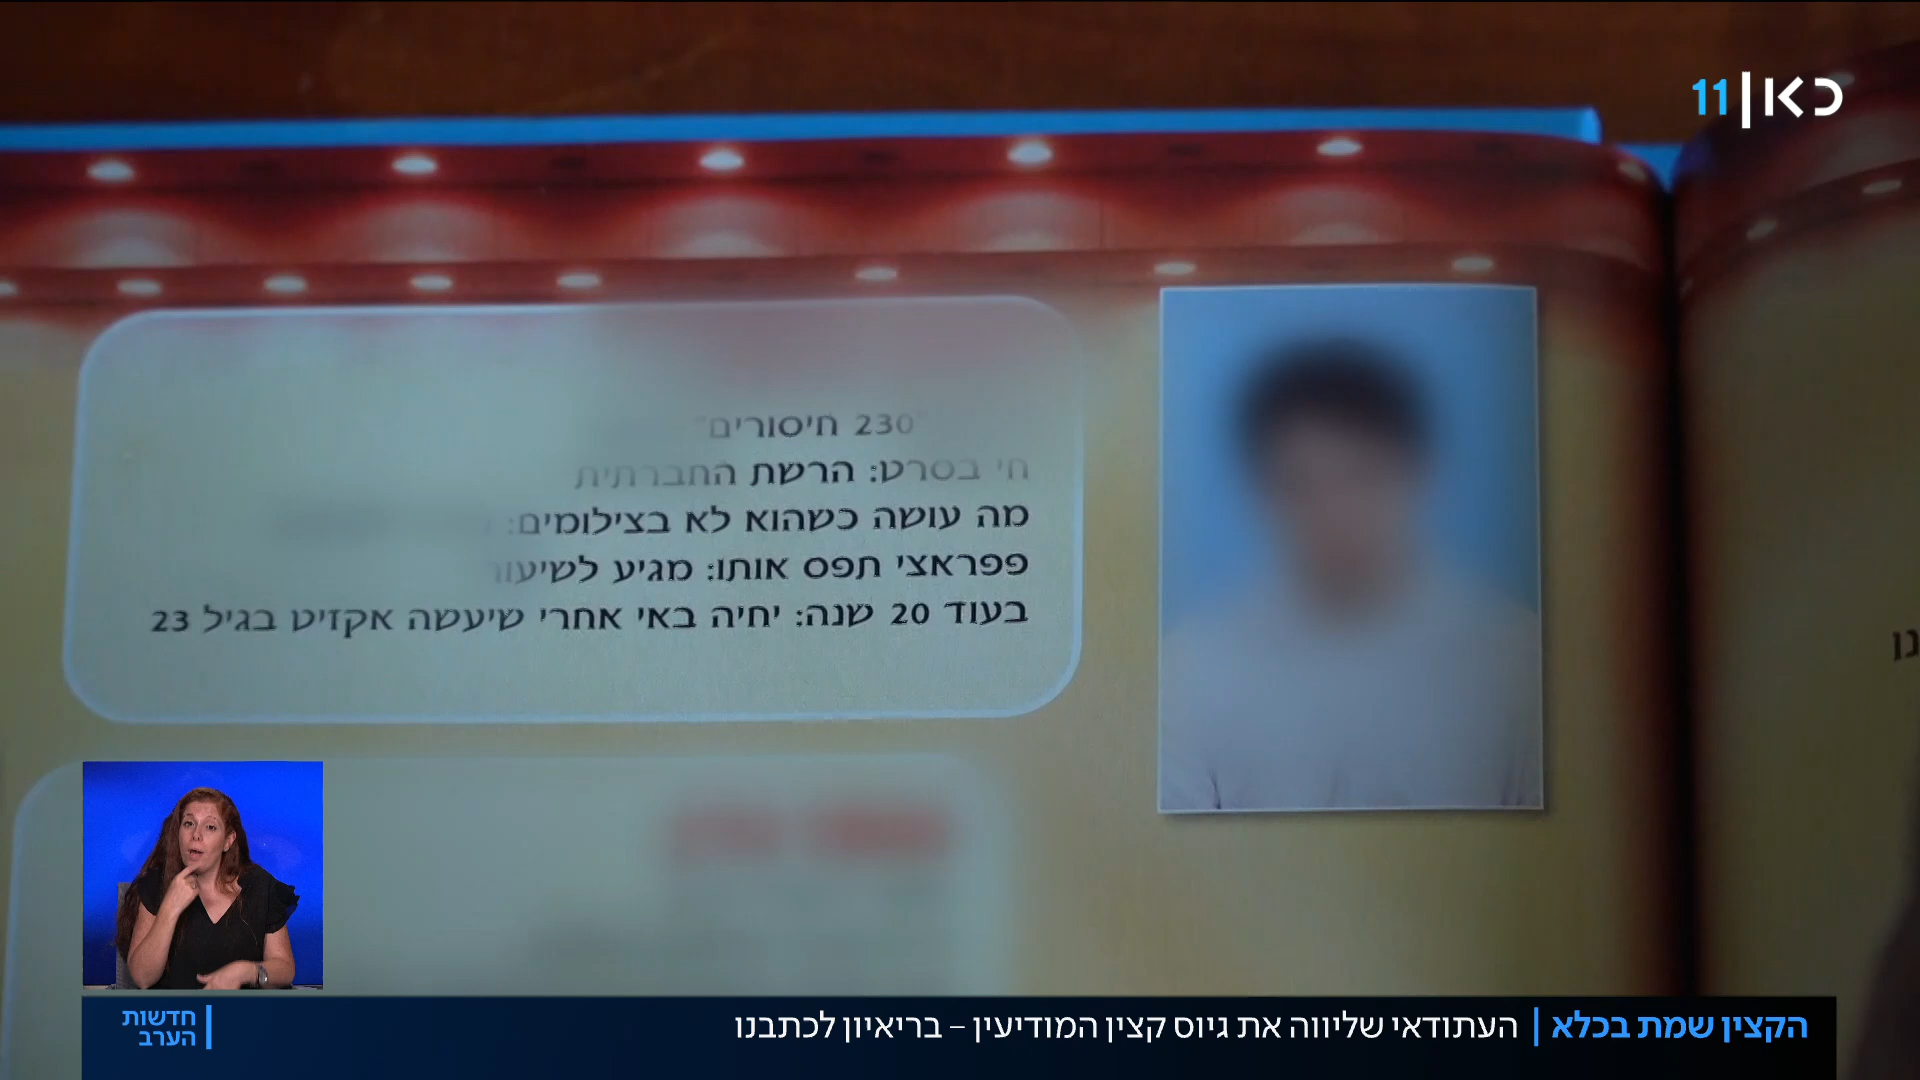 כאן 11
"230 חיסורים"
חי בסרט: הרשת החברתית
מה עושה כשהוא לא בצילומים:
פפראצי תפס אותו: מגיע לשיעור
בעוד 20 שנה: יחיה באי אחרי שיעשה אקזיט בגיל 23
נו
הקצין שמת בכלא | העתודאי שליווה את גיוס קצין המודיעין – בריאיון לכתבנו
חדשות
הערב